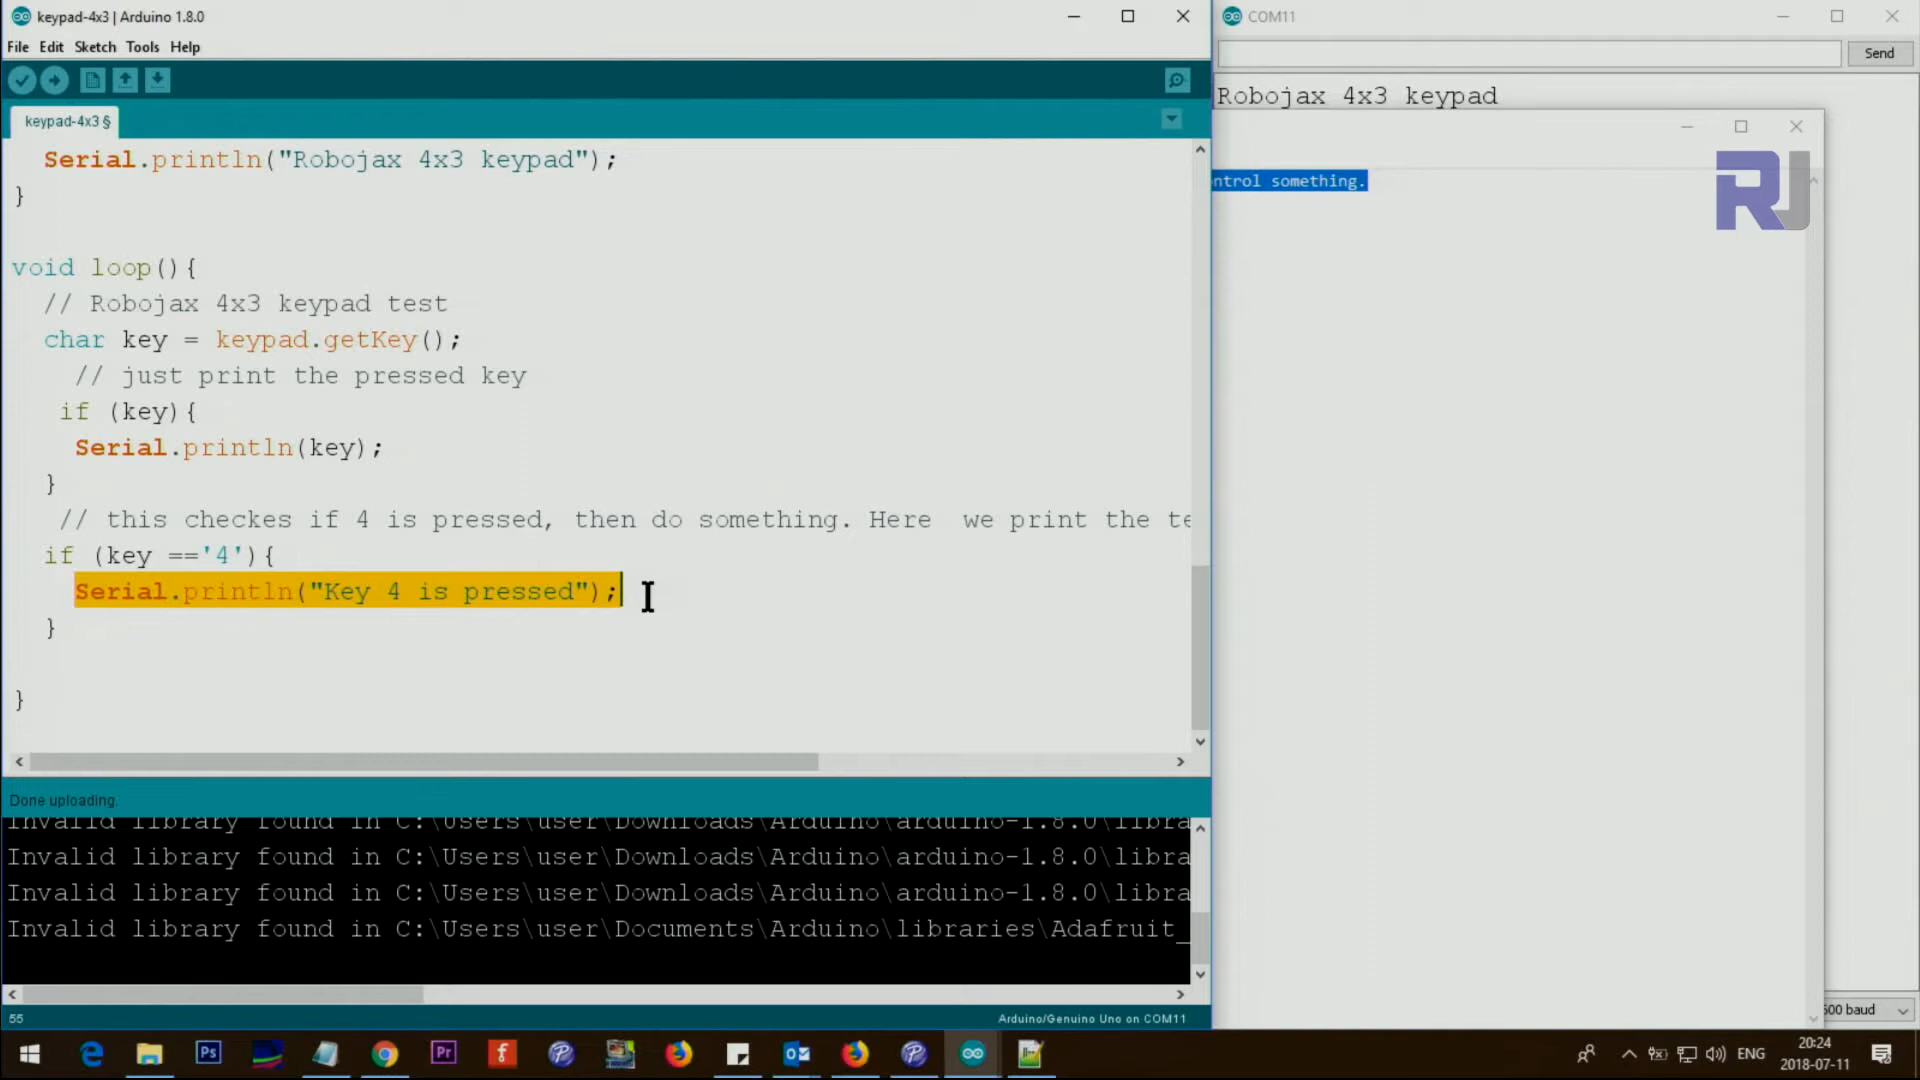 keypad-4x3 | Arduino 1.8.0
File Edit Sketch Tools Help
keypad-4x3 §
Serial.println("Robojax 4x3 keypad");
}
void loop(){
// Robojax 4x3 keypad test
char key = keypad.getKey();
// just print the pressed key
if (key){
Serial.println(key);
}
// this checkes if 4 is pressed, then do something. Here  we print the te
if (key =='4'){
Serial.println("Key 4 is pressed");
}
}
Done uploading.
Invalid library found in C:\Users\user\Downloads\Arduino\arduino-1.8.0\libra
Invalid library found in C:\Users\user\Downloads\Arduino\arduino-1.8.0\libra
Invalid library found in C:\Users\user\Downloads\Arduino\arduino-1.8.0\libra
Invalid library found in C:\Users\user\Documents\Arduino\libraries\Adafruit_
55
Arduino/Genuino Uno on COM11
COM11
Send
Robojax 4x3 keypad
ntrol something.
RJ
600 baud
Ps
Pr
ENG
20:24
2018-07-11